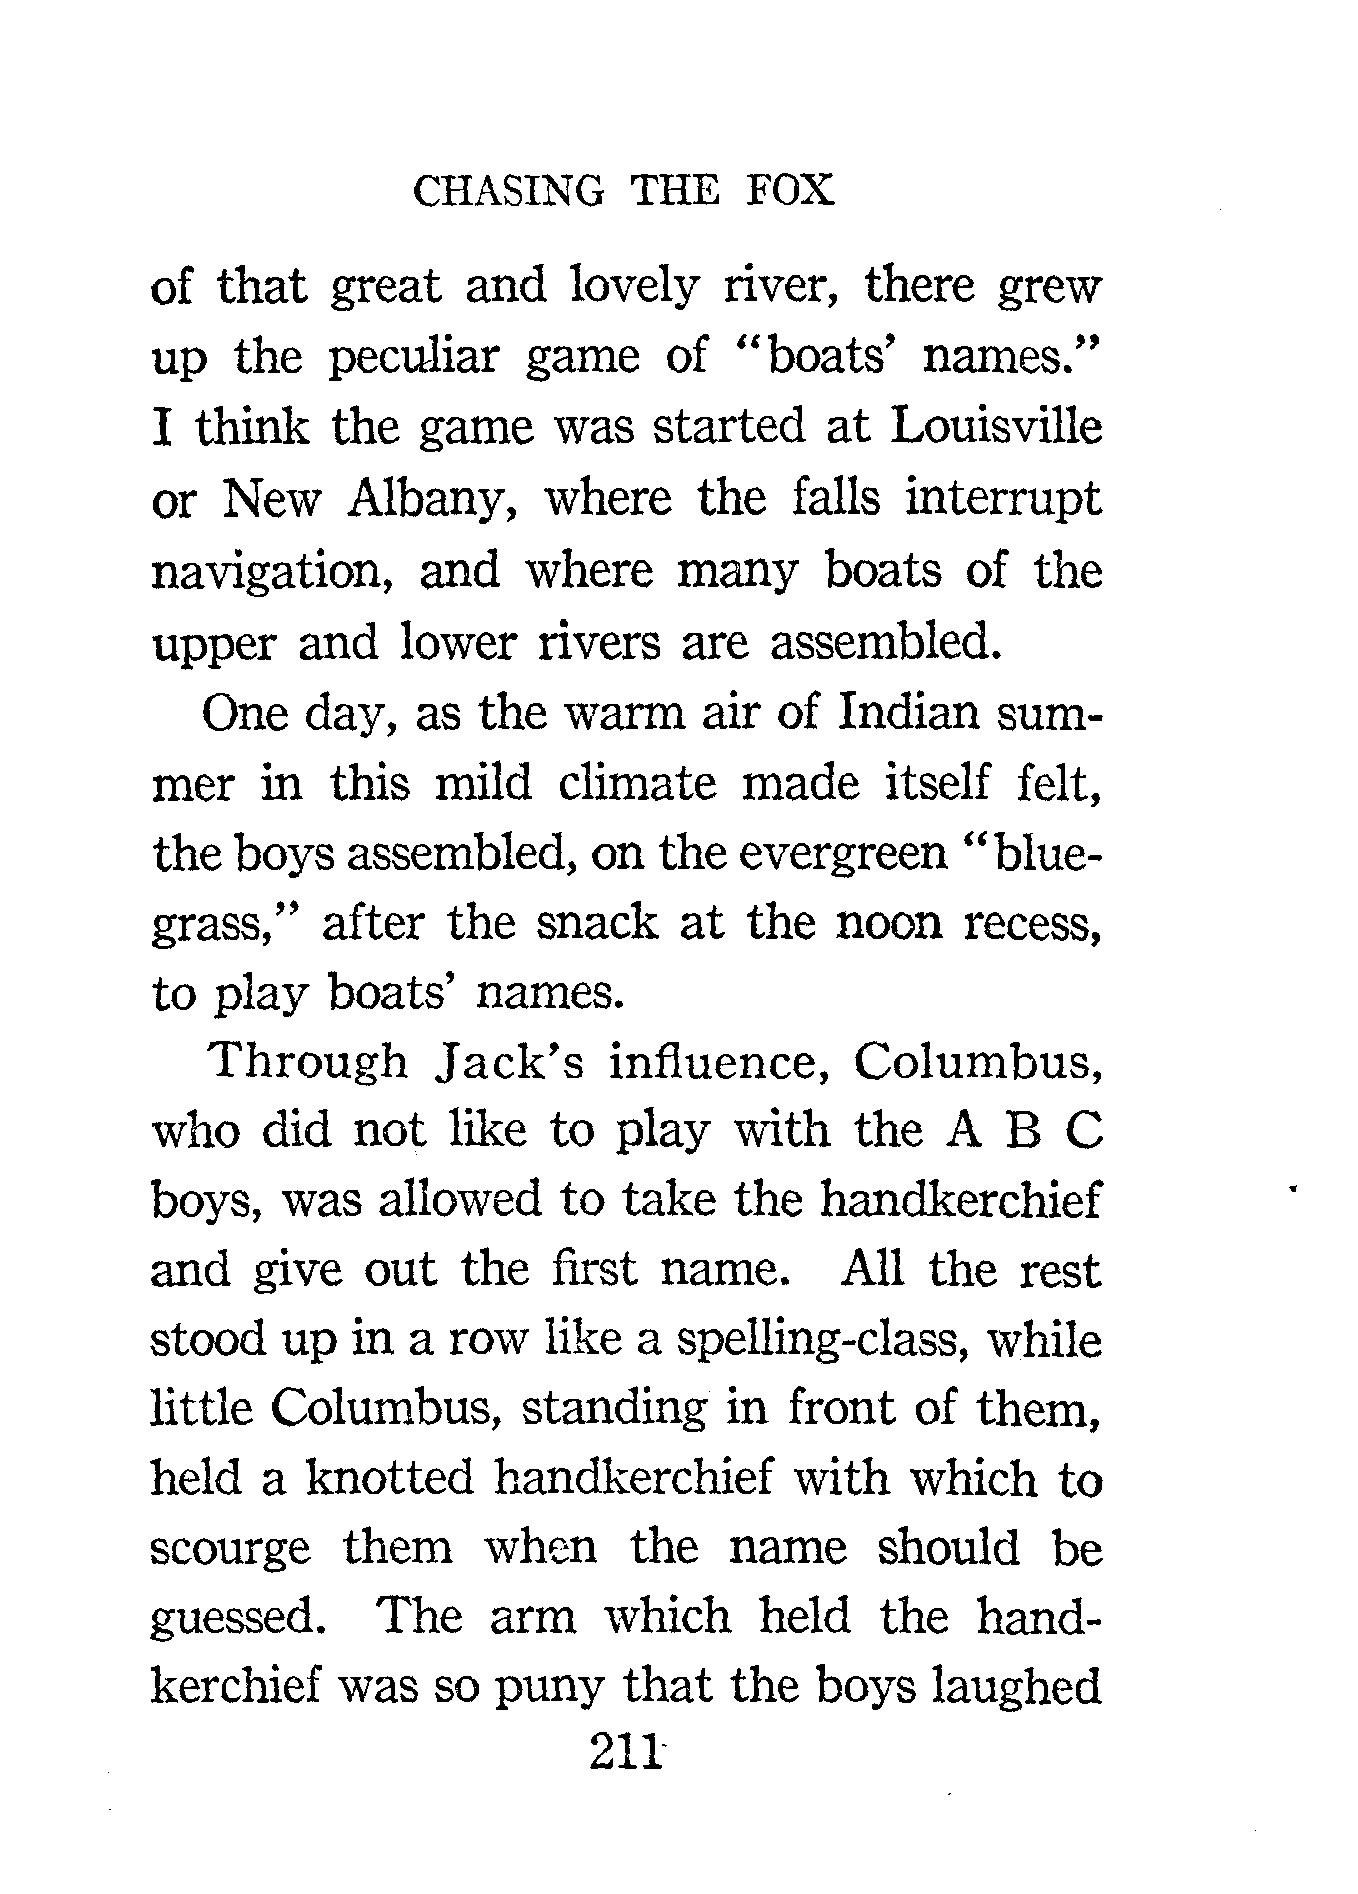 CHASING THE FOX
of that great and lovely river, there grew
up the peculiar game of "boats' names."
I think the game was started at Louisville
or New Albany, where the falls interrupt
navigation, and where many boats of the
upper and lower rivers are assembled.
One day, as the warm air of Indian sum-
mer in this mild climate made itself felt,
the boys assembled, on the evergreen "blue-
grass," after the snack at the noon recess,
to play boats' names.
Through Jack's influence, Columbus,
who did not like to play with the A B C
boys, was allowed to take the handkerchief
and give out the first name. All the rest
stood up in a row like a spelling-class, while
little Columbus, standing in front of them,
held a knotted handkerchief with which to
scourge them when the name should be
guessed. The arm which held the hand-
kerchief was so puny that the boys laughed
211